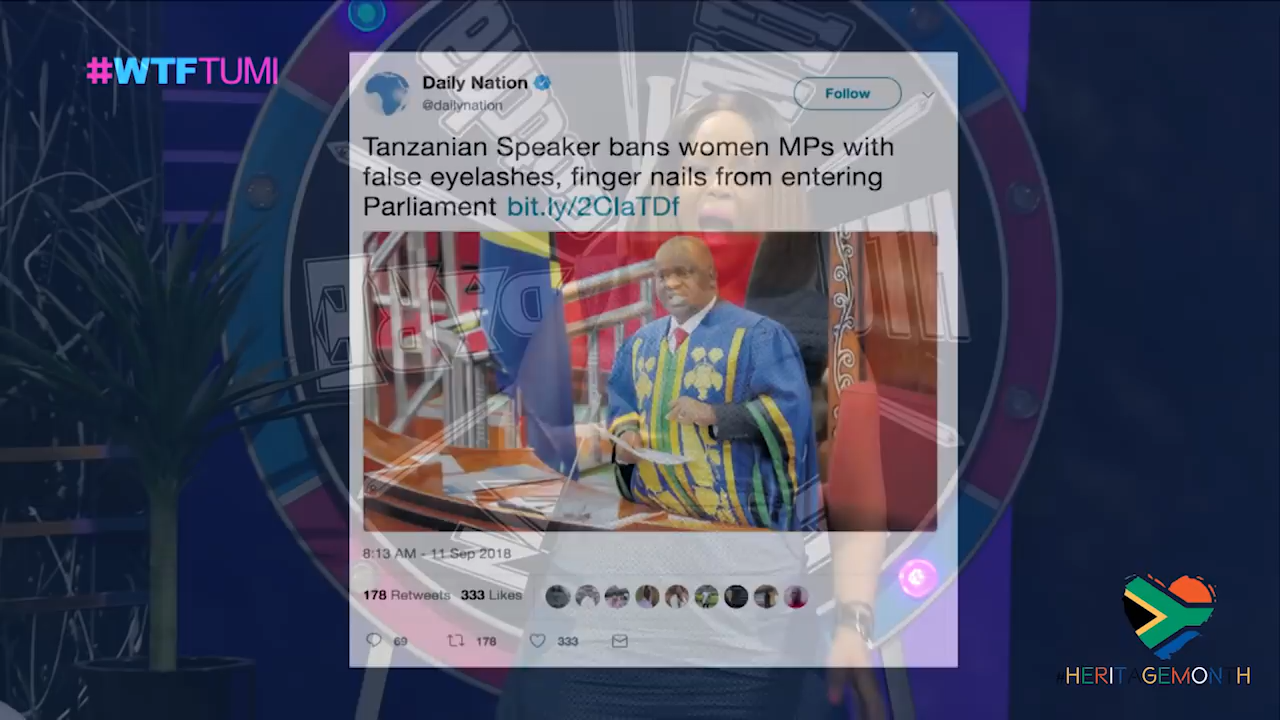 #WTFTUMI
Daily Nation
@dailynation
Follow
Tanzanian Speaker bans women MPs with
false eyelashes, finger nails from entering
Parliament bit.ly/2ClaTDf
8:13 AM - 11 Sep 2018
178 Retweets 333 Likes
69 178 333
#HERITAGEMONTH